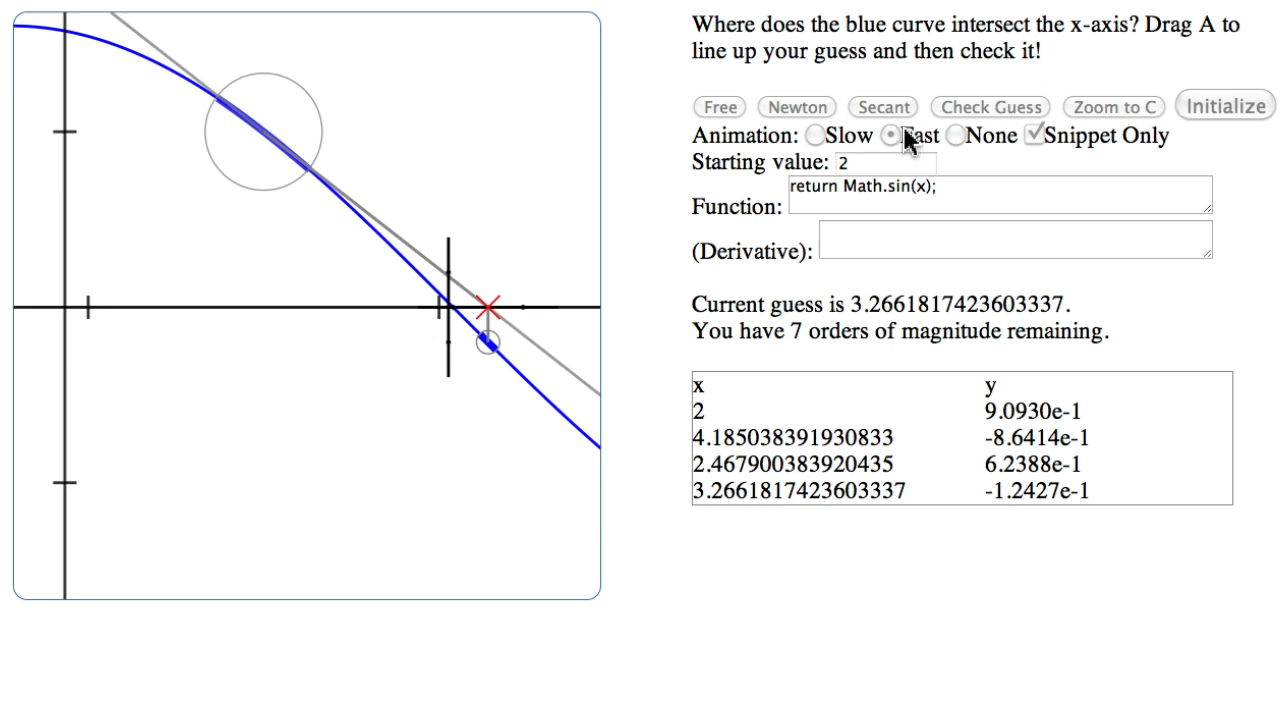 Where does the blue curve intersect the x-axis? Drag A to
line up your guess and then check it!
Free Newton Secant Check Guess Zoom to C Initialize
Animation: Slow Fast None Snippet Only
Starting value: 2
return Math.sin(x);
Function:
(Derivative):
Current guess is 3.2661817423603337.
You have 7 orders of magnitude remaining.
x y
2 9.0930e-1
4.185038391930833 -8.6414e-1
2.467900383920435 6.2388e-1
3.2661817423603337 -1.2427e-1